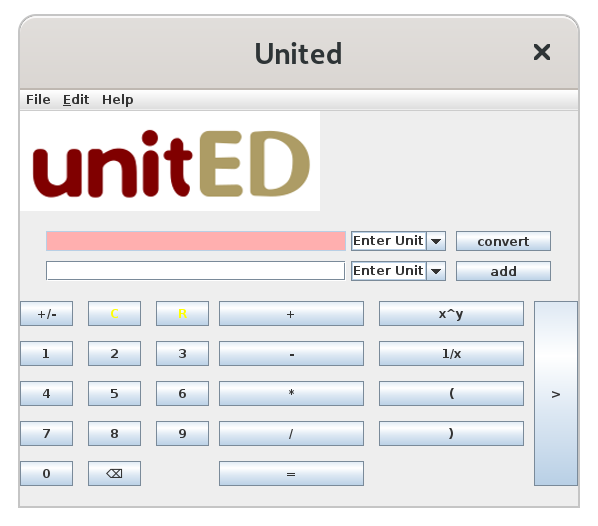 United
File Edit Help
unitED
Enter Unit convert
Enter Unit add
+/- C + x^y
1 2 3 - 1/x
4 5 6 * (
>
7 8 9 / )
0 ⌫ =